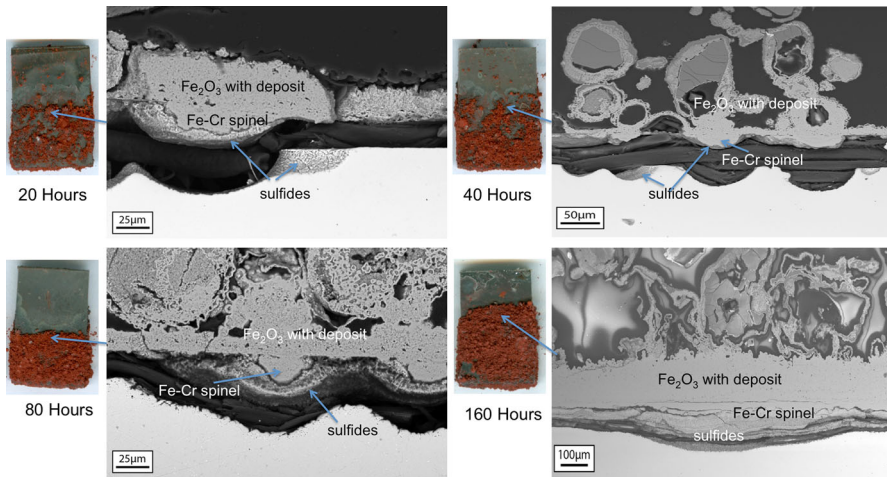 Fe₂O₃ with deposit
Fe-Cr spinel
sulfides
20 Hours
25µm
Fe₂O₃ with deposit
Fe-Cr spinel
sulfides
40 Hours
50µm
Fe₂O₃ with deposit
Fe-Cr spinel
sulfides
80 Hours
25µm
Fe₂O₃ with deposit
Fe-Cr spinel
sulfides
160 Hours
100µm